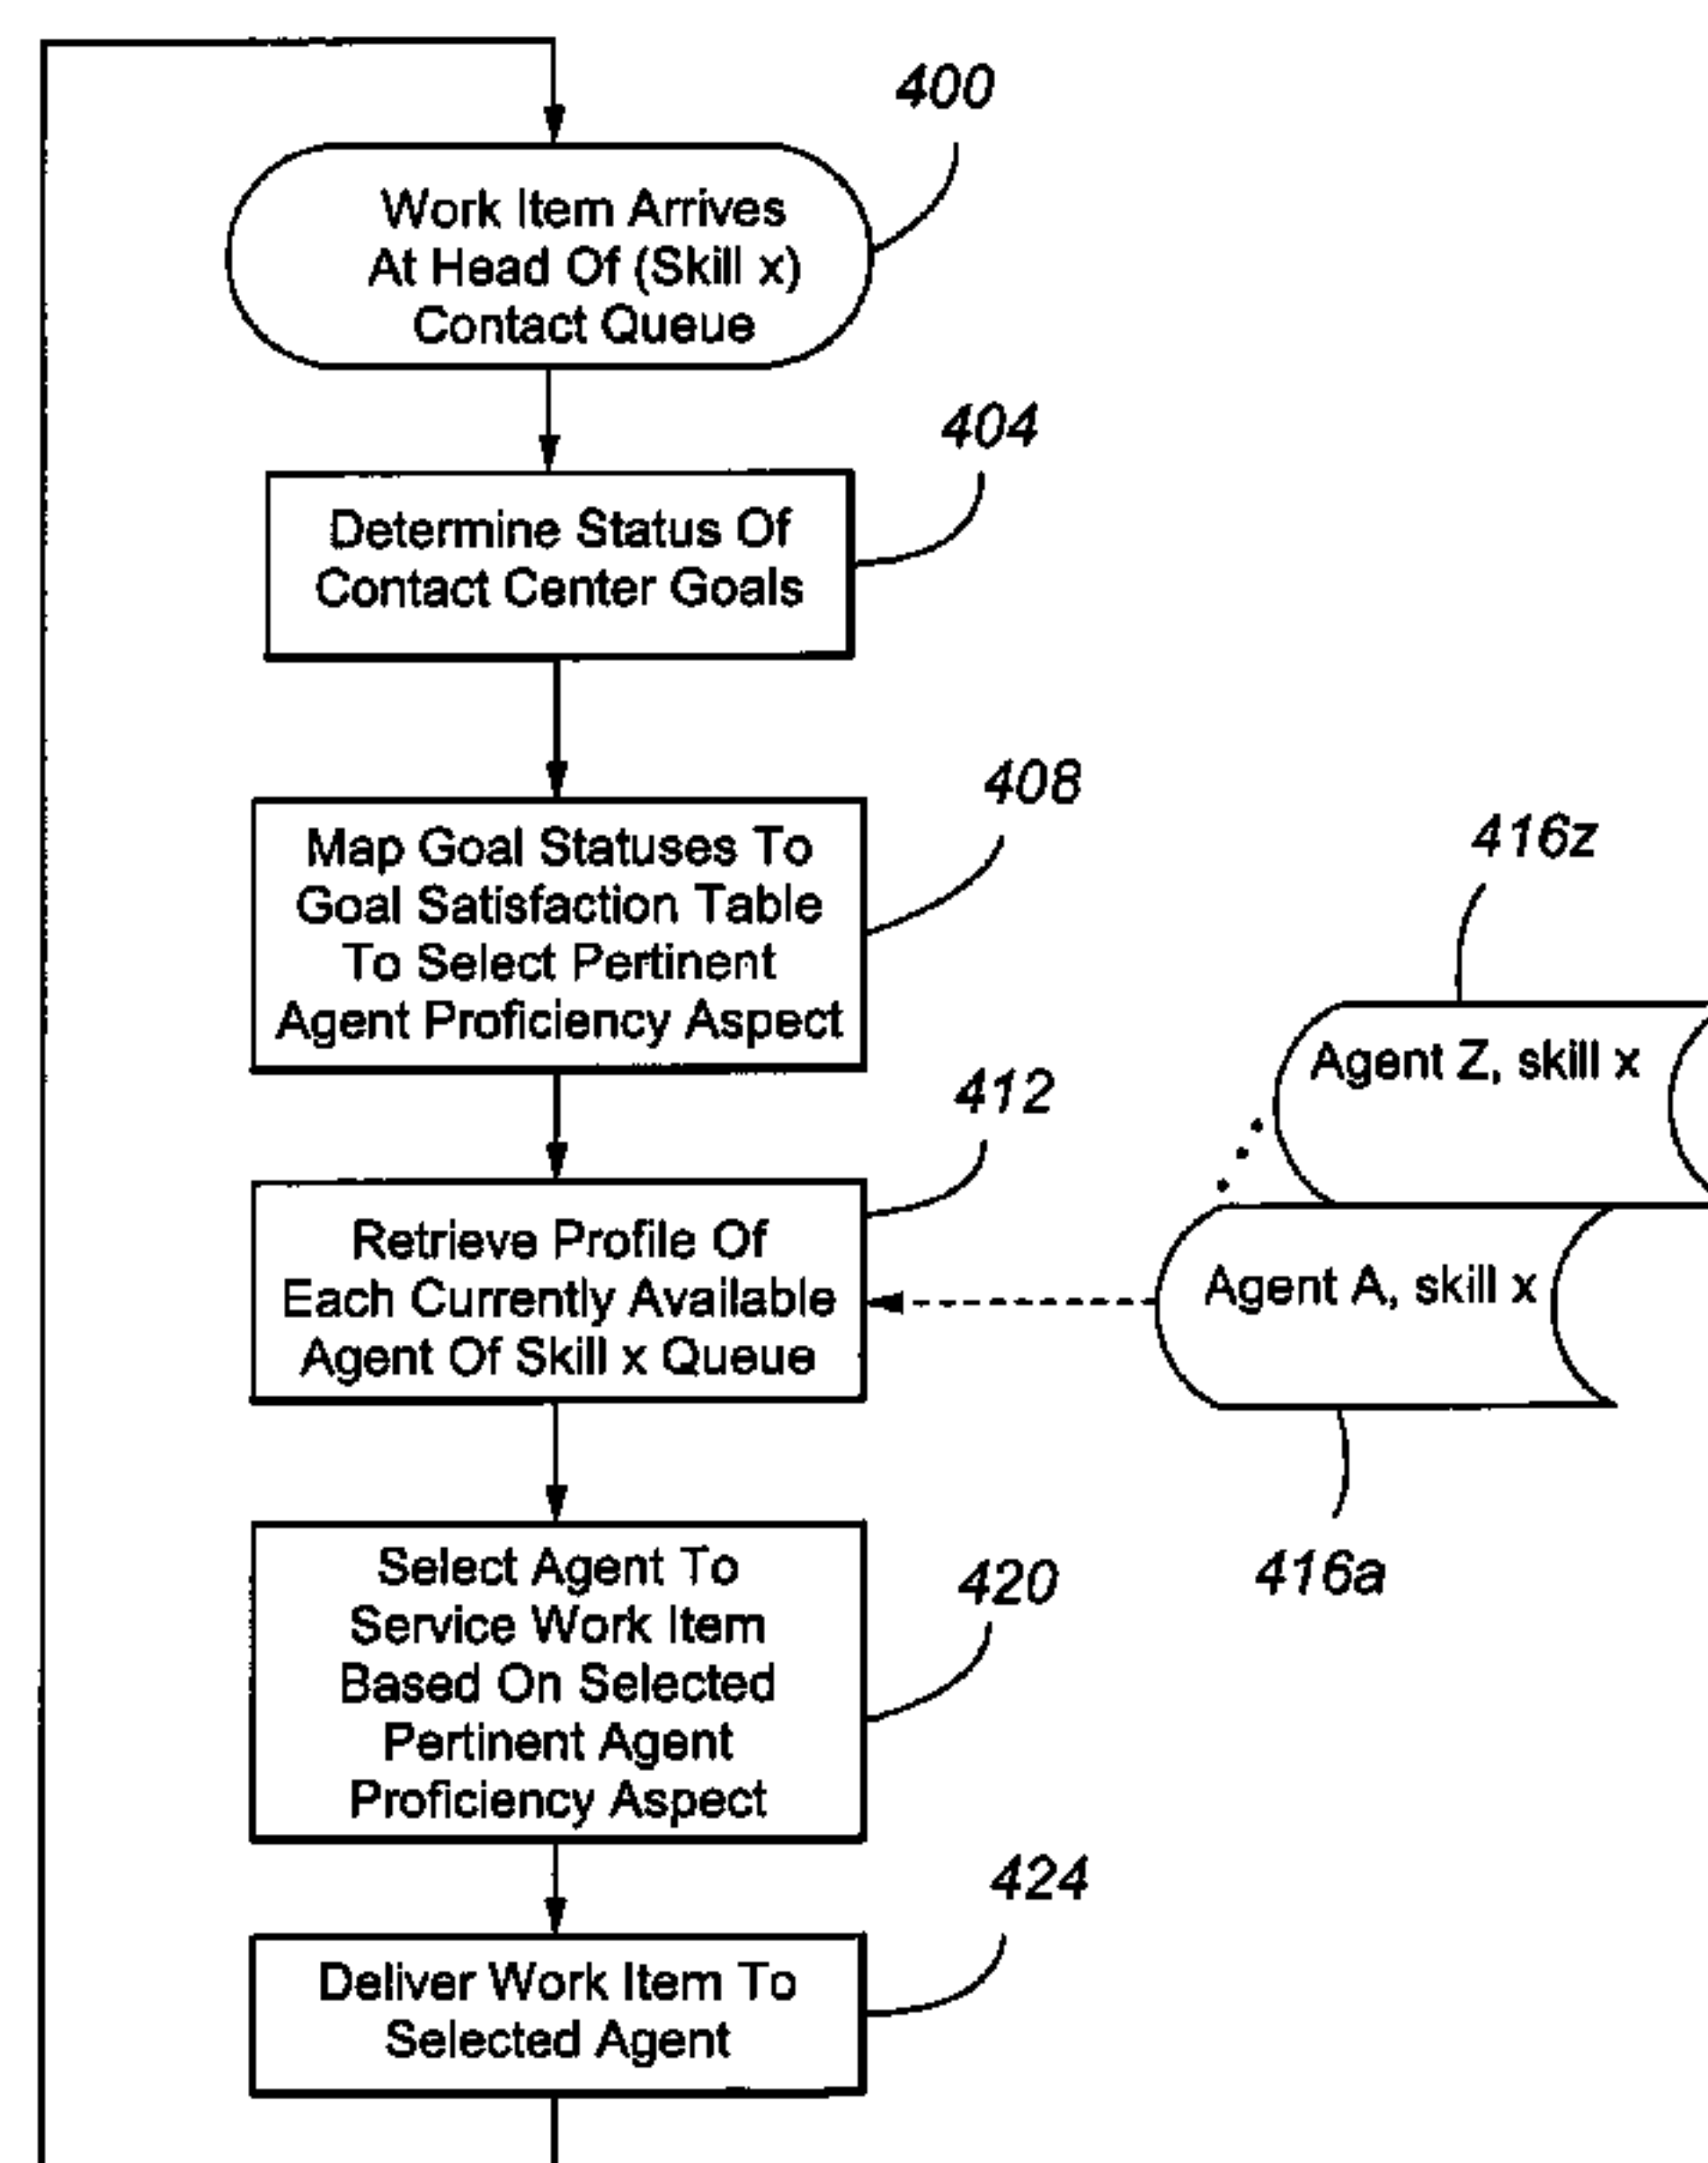 400
Work Item Arrives
At Head Of (Skill x)
Contact Queue
404
Determine Status Of
Contact Center Goals
408
Map Goal Statuses To
Goal Satisfaction Table
To Select Pertinent
Agent Proficiency Aspect
416z
Agent Z, skill x
412
Retrieve Profile Of
Each Currently Available
Agent Of Skill x Queue
Agent A, skill x
416a
420
Select Agent To
Service Work Item
Based On Selected
Pertinent Agent
Proficiency Aspect
424
Deliver Work Item To
Selected Agent